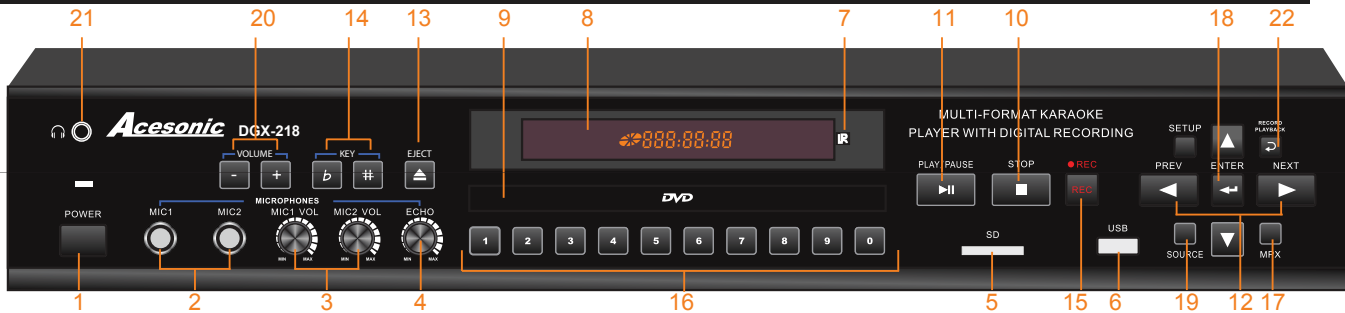 21 20 14 13 9 8 7 11 10 18 22
Acesonic DGX-218
VOLUME KEY EJECT
- + ♭ #
888:88:88
IR
MULTI-FORMAT KARAOKE
PLAYER WITH DIGITAL RECORDING
SETUP
RECORD
PLAYBACK
PLAY/PAUSE STOP REC
REC
PREV ENTER NEXT
DVD
POWER
MICROPHONES
MIC1 MIC2 MIC1 VOL MIC2 VOL ECHO
MIN MAX MIN MAX MIN MAX
1 2 3 4 5 6 7 8 9 0
SD
USB
SOURCE MPX
1 2 3 4 16 5 15 6 19 12 17